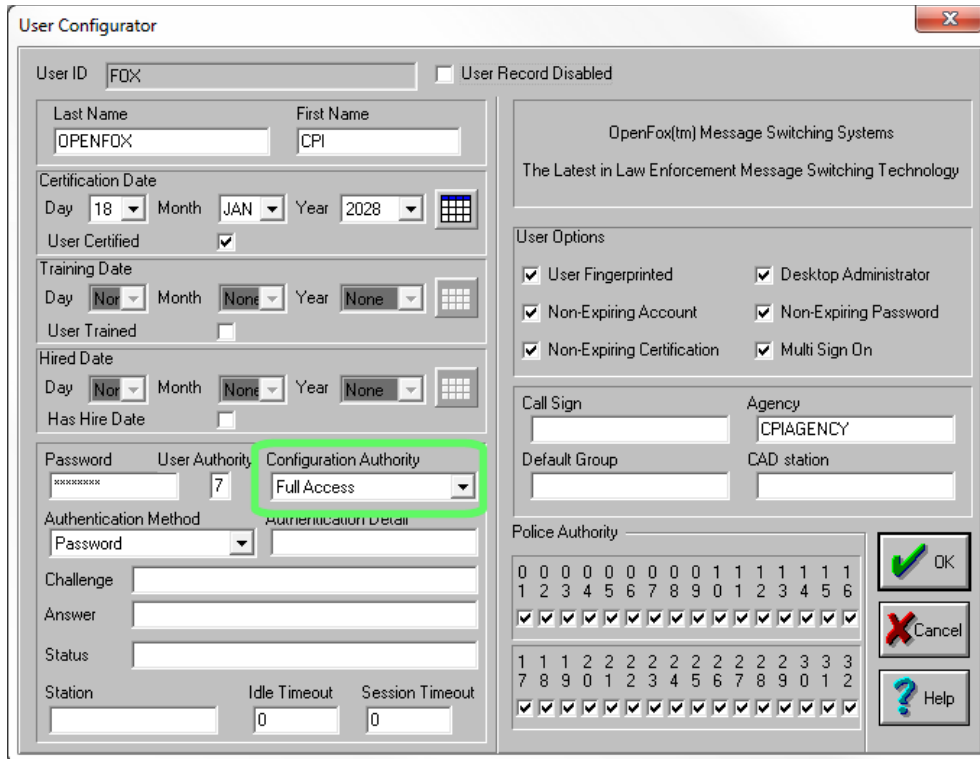 User Configurator
User ID FOX User Record Disabled
Last Name First Name
OPENFOX CPI
Certification Date
Day 18 Month JAN Year 2028
User Certified
Training Date
Day Nor Month None Year None
User Trained
Hired Date
Day Nor Month None Year None
Has Hire Date
Password User Authority Configuration Authority
******** 7 Full Access
Authentication Method Authentication Detail
Password
Challenge
Answer
Status
Station Idle Timeout Session Timeout
0 0
OpenFox(tm) Message Switching Systems
The Latest in Law Enforcement Message Switching Technology
User Options
User Fingerprinted Desktop Administrator
Non-Expiring Account Non-Expiring Password
Non-Expiring Certification Multi Sign On
Call Sign Agency
CPIAGENCY
Default Group CAD station
Police Authority
0 0 0 0 0 0 0 0 0 1 1 1 1 1 1 1
1 2 3 4 5 6 7 8 9 0 1 2 3 4 5 6
1 1 1 2 2 2 2 2 2 2 2 2 2 3 3 3
7 8 9 0 1 2 3 4 5 6 7 8 9 0 1 2
OK
Cancel
Help